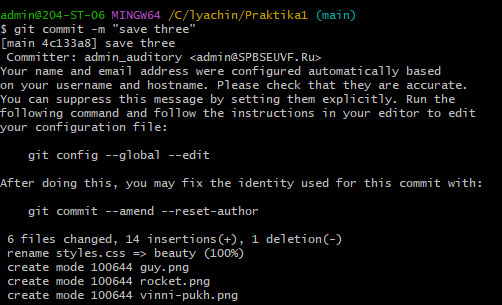 admin@204-ST-06 MINGW64 /C/lyachin/Praktika1 (main)
$ git commit -m "save three"
[main 4c133a8] save three
 Committer: admin_auditory <admin@SPBSEUVF.Ru>
Your name and email address were configured automatically based
on your username and hostname. Please check that they are accurate.
You can suppress this message by setting them explicitly. Run the
following command and follow the instructions in your editor to edit
your configuration file:

    git config --global --edit

After doing this, you may fix the identity used for this commit with:

    git commit --amend --reset-author

 6 files changed, 14 insertions(+), 1 deletion(-)
 rename styles.css => beauty (100%)
 create mode 100644 guy.png
 create mode 100644 rocket.png
 create mode 100644 vinni-pukh.png